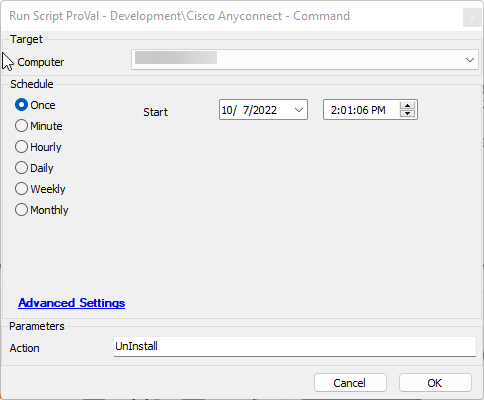 Run Script ProVal - Development\Cisco Anyconnect - Command
Target
Computer
Schedule
Once
Start
10/ 7/2022
2:01:06 PM
Minute
Hourly
Daily
Weekly
Monthly
Advanced Settings
Parameters
Action
UnInstall
Cancel
OK